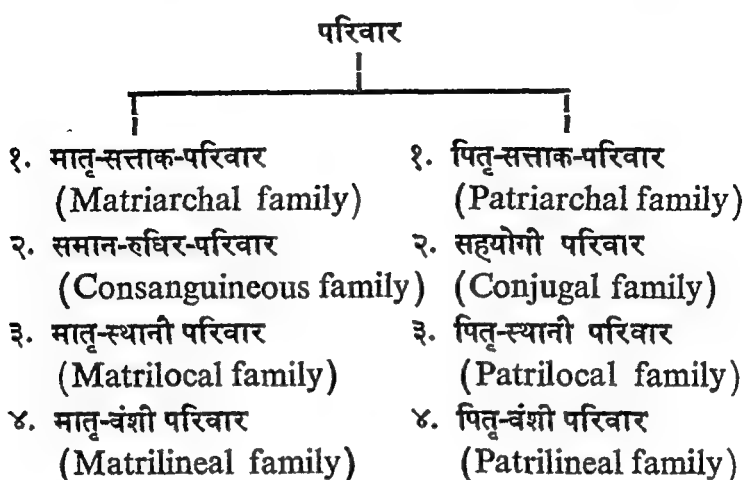 परिवार
१. मातृ-सत्ताक-परिवार
(Matriarchal family)
२. समान-रुधिर-परिवार
(Consanguineous family)
३. मातृ-स्थानी परिवार
(Matrilocal family)
४. मातृ-वंशी परिवार
(Matrilineal family)
१. पितृ-सत्ताक-परिवार
(Patriarchal family)
२. सहयोगी परिवार
(Conjugal family)
३. पितृ-स्थानी परिवार
(Patrilocal family)
४. पितृ-वंशी परिवार
(Patrilineal family)